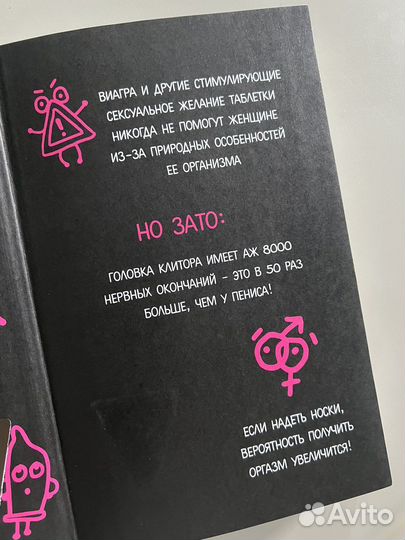 ВИАГРА И ДРУГИЕ СТИМУЛИРУЮЩИЕ
СЕКСУАЛЬНОЕ ЖЕЛАНИЕ ТАБЛЕТКИ
НИКОГДА НЕ ПОМОГУТ ЖЕНЩИНЕ
ИЗ-ЗА ПРИРОДНЫХ ОСОБЕННОСТЕЙ
ЕЕ ОРГАНИЗМА
НО ЗАТО:
ГОЛОВКА КЛИТОРА ИМЕЕТ АЖ 8000
НЕРВНЫХ ОКОНЧАНИЙ - ЭТО В 50 РАЗ
БОЛЬШЕ, ЧЕМ У ПЕНИСА!
ЕСЛИ НАДЕТЬ НОСКИ,
ВЕРОЯТНОСТЬ ПОЛУЧИТЬ
ОРГАЗМ УВЕЛИЧИТСЯ!
Avito